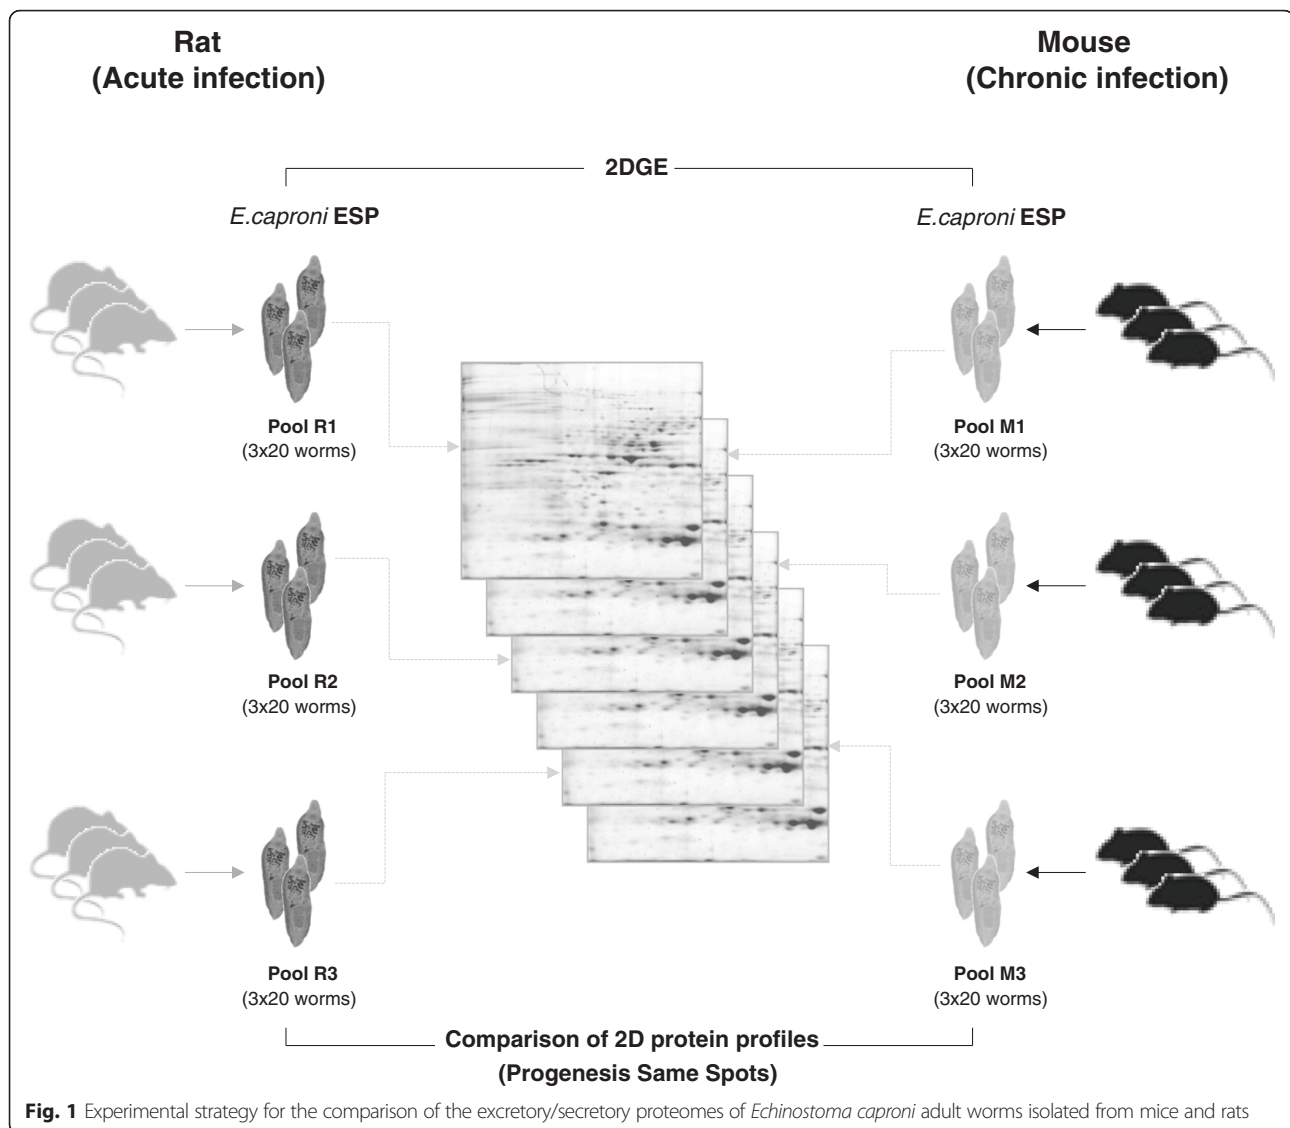 Rat
(Acute infection)
Mouse
(Chronic infection)
2DGE
E.caproni ESP
E.caproni ESP
Pool R1
(3x20 worms)
Pool M1
(3x20 worms)
Pool R2
(3x20 worms)
Pool M2
(3x20 worms)
Pool R3
(3x20 worms)
Pool M3
(3x20 worms)
Comparison of 2D protein profiles
(Progenesis Same Spots)
Fig. 1 Experimental strategy for the comparison of the excretory/secretory proteomes of Echinostoma caproni adult worms isolated from mice and rats